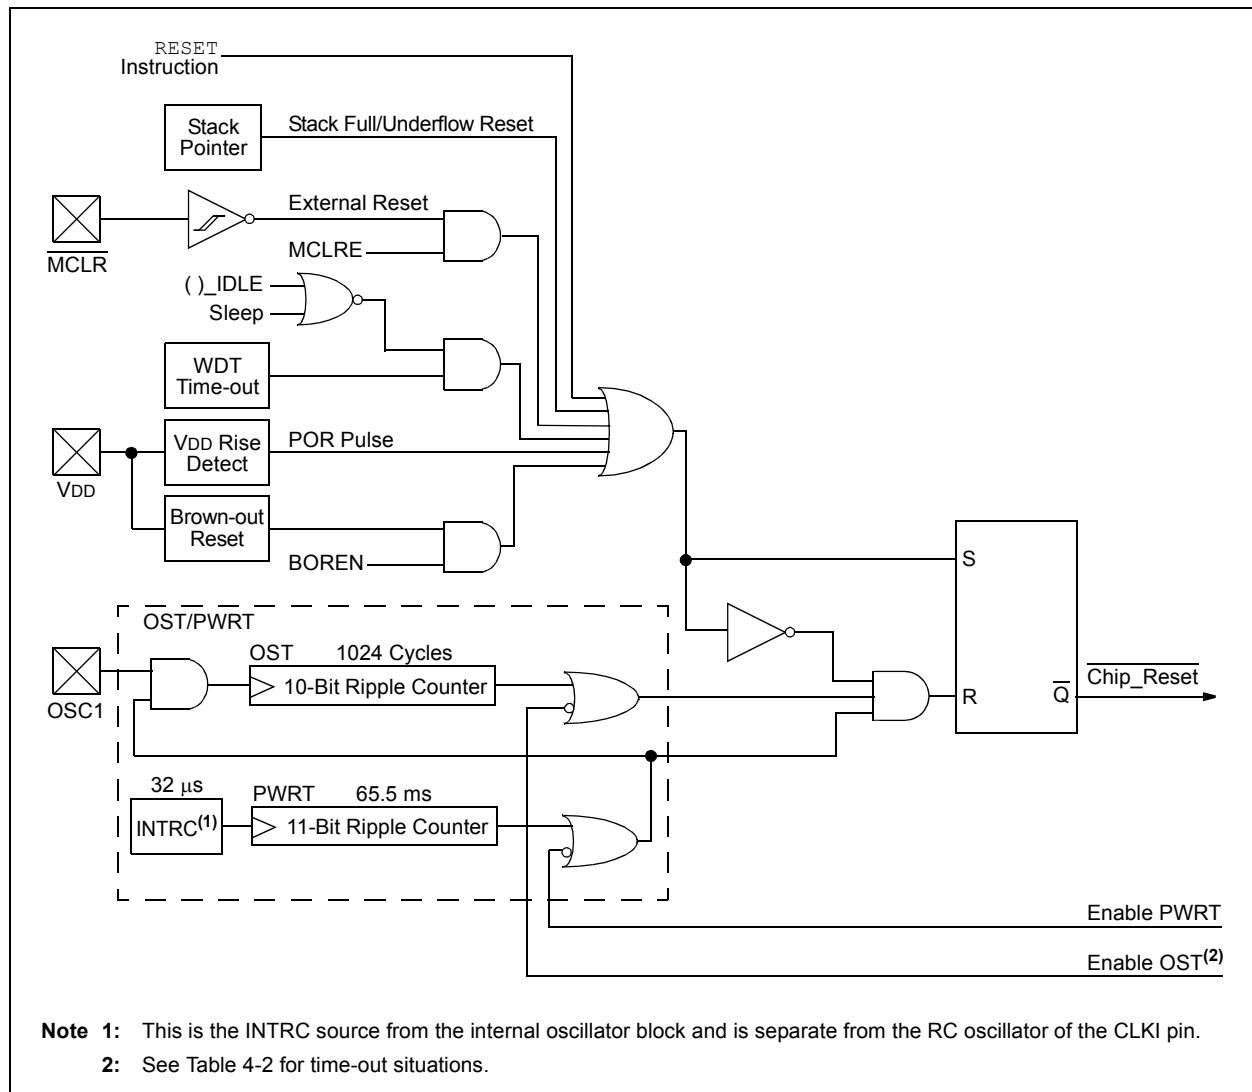 RESET
Instruction
Stack
Pointer
Stack Full/Underflow Reset
External Reset
MCLR
MCLRE
( )_IDLE
Sleep
WDT
Time-out
VDD Rise
Detect
POR Pulse
VDD
Brown-out
Reset
BOREN
S
OST/PWRT
OST 1024 Cycles
10-Bit Ripple Counter
OSC1
R
Q
Chip_Reset
32 μs
INTRC(1)
PWRT 65.5 ms
11-Bit Ripple Counter
Enable PWRT
Enable OST(2)
Note 1: This is the INTRC source from the internal oscillator block and is separate from the RC oscillator of the CLKI pin.
2: See Table 4-2 for time-out situations.